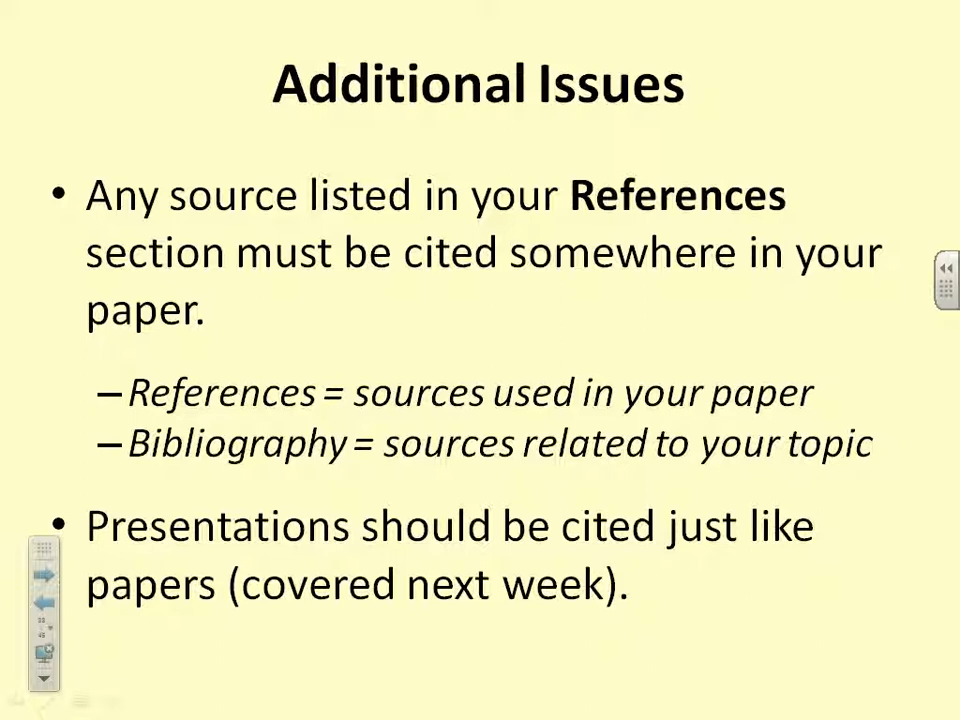 Additional Issues
• Any source listed in your References
section must be cited somewhere in your
paper.
– References = sources used in your paper
– Bibliography = sources related to your topic
• Presentations should be cited just like
papers (covered next week).